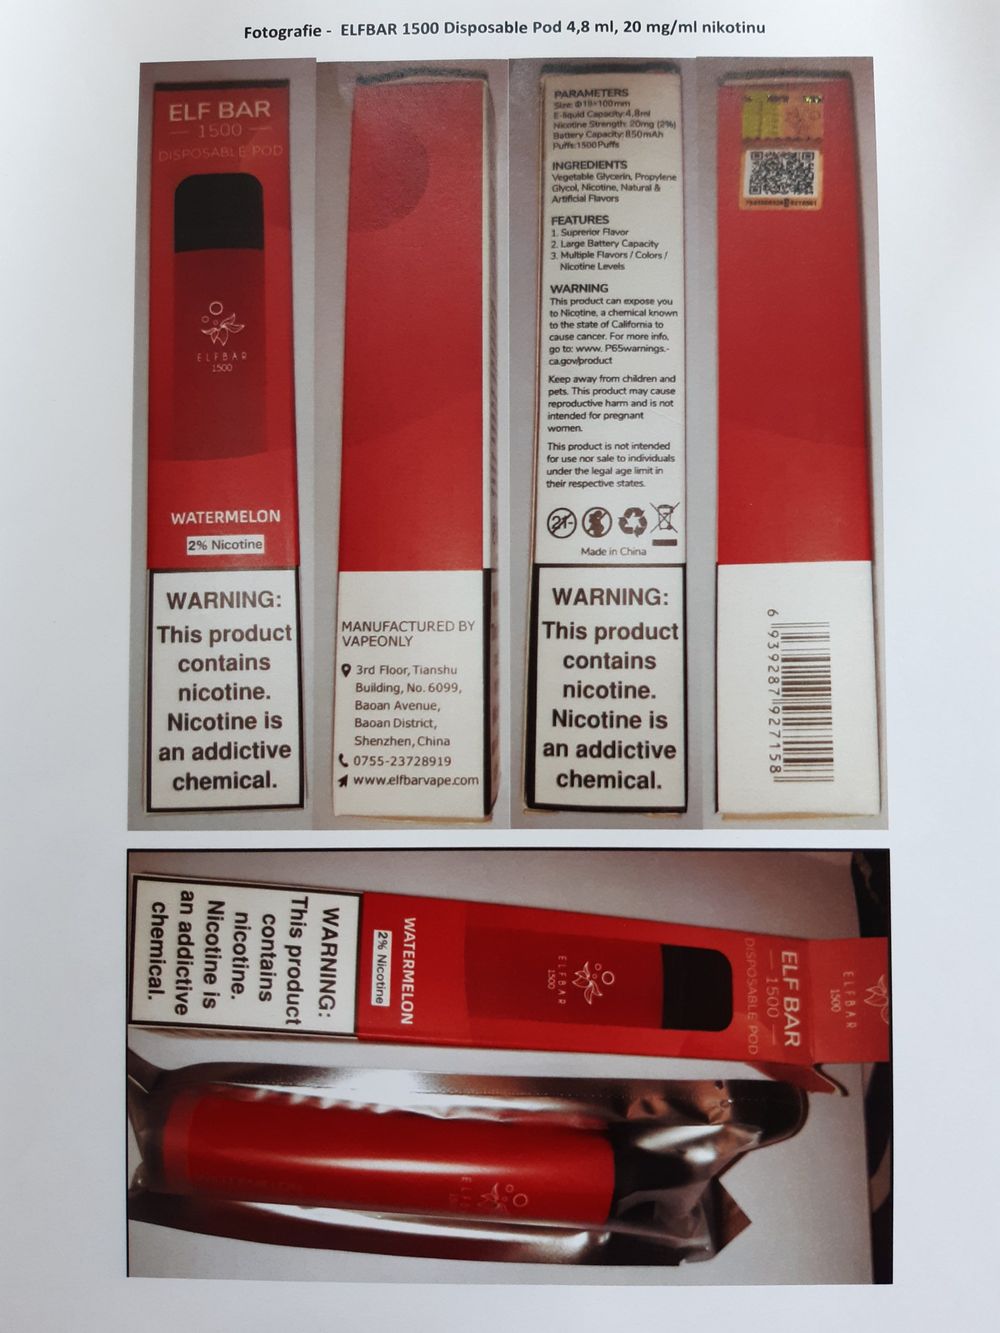 Fotografie - ELFBAR 1500 Disposable Pod 4,8 ml, 20 mg/ml nikotinu
ELF BAR
1500
DISPOSABLE POD
ELFBAR
1500
WATERMELON
2% Nicotine
WARNING:
This product
contains
nicotine.
Nicotine is
an addictive
chemical.
MANUFACTURED BY
VAPEONLY
3rd Floor, Tianshu
Building, No. 6099,
Baoan Avenue,
Baoan District,
Shenzhen, China
0755-23728919
www.elfbarvape.com
PARAMETERS
Size: Φ19×100mm
E-liquid Capacity:4.8ml
Nicotine Strength: 20mg (2%)
Battery Capacity:850mAh
Puffs:1500 Puffs
INGREDIENTS
Vegetable Glycerin, Propylene
Glycol, Nicotine, Natural &
Artificial Flavors
FEATURES
1. Suprerior Flavor
2. Large Battery Capacity
3. Multiple Flavors / Colors /
Nicotine Levels
WARNING
This product can expose you
to Nicotine, a chemical known
to the state of California to
cause cancer. For more info,
go to: www. P65warnings.-
ca.gov/product
Keep away from children and
pets. This product may cause
reproductive harm and is not
intended for pregnant
women.
This product is not intended
for use nor sale to individuals
under the legal age limit in
their respective states.
21-
Made in China
WARNING:
This product
contains
nicotine.
Nicotine is
an addictive
chemical.
6 939287 927158
ELFBAR
1500
ELF BAR
1500
DISPOSABLE POD
ELFBAR
1500
WATERMELON
2% Nicotine
WARNING:
This product
contains
nicotine.
Nicotine is
an addictive
chemical.